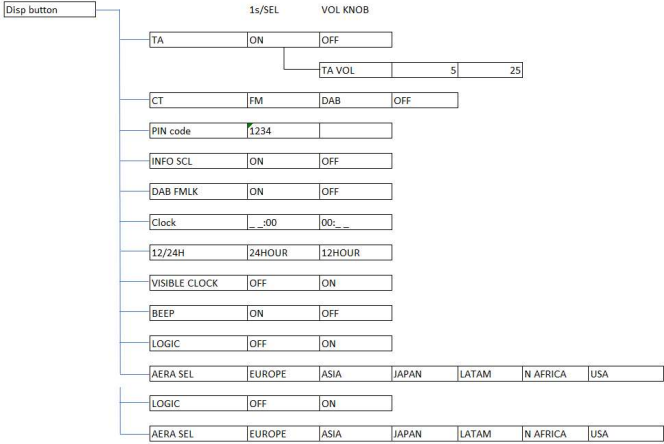 Disp button 1s/SEL VOL KNOB
TA ON OFF
TA VOL 5 25
CT FM DAB OFF
PIN code 1234
INFO SCL ON OFF
DAB FMLK ON OFF
Clock _ _:00 00:_ _
12/24H 24HOUR 12HOUR
VISIBLE CLOCK OFF ON
BEEP ON OFF
LOGIC OFF ON
AERA SEL EUROPE ASIA JAPAN LATAM N AFRICA USA
LOGIC OFF ON
AERA SEL EUROPE ASIA JAPAN LATAM N AFRICA USA